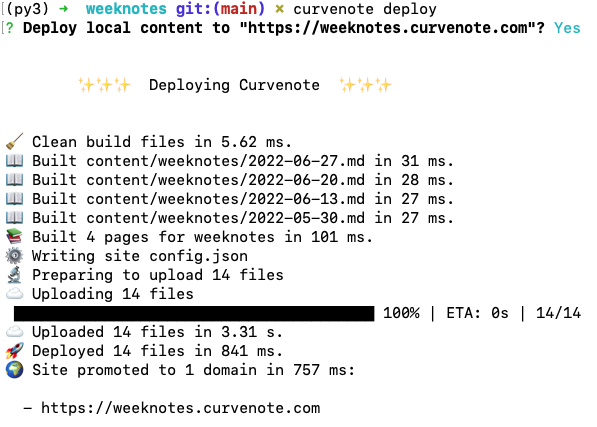 (py3) → weeknotes git:(main) × curvenote deploy
? Deploy local content to "https://weeknotes.curvenote.com"? Yes
✨✨✨ Deploying Curvenote ✨✨✨
🧹 Clean build files in 5.62 ms.
📖 Built content/weeknotes/2022-06-27.md in 31 ms.
📖 Built content/weeknotes/2022-06-20.md in 28 ms.
📖 Built content/weeknotes/2022-06-13.md in 27 ms.
📖 Built content/weeknotes/2022-05-30.md in 27 ms.
📚 Built 4 pages for weeknotes in 101 ms.
⚙️ Writing site config.json
🔬 Preparing to upload 14 files
☁️ Uploading 14 files
100% | ETA: 0s | 14/14
☁️ Uploaded 14 files in 3.31 s.
🚀 Deployed 14 files in 841 ms.
🌍 Site promoted to 1 domain in 757 ms:
– https://weeknotes.curvenote.com